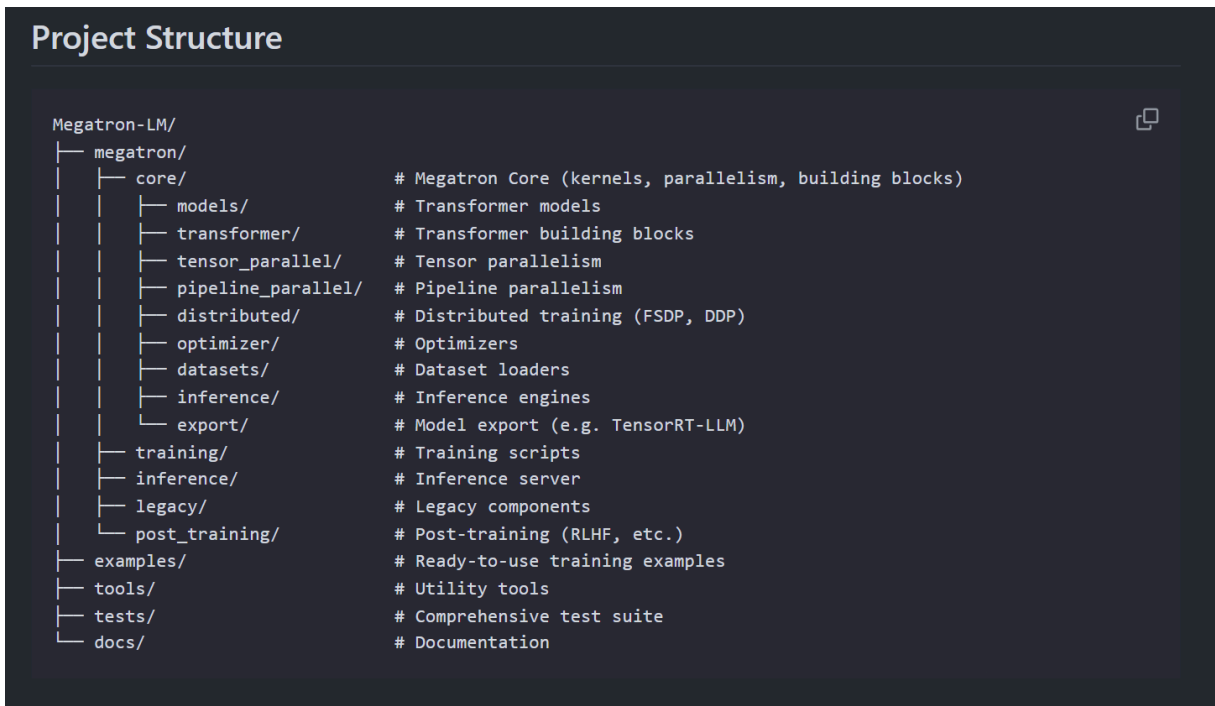 Project Structure
Megatron-LM/
├── megatron/
│   ├── core/                    # Megatron Core (kernels, parallelism, building blocks)
│   │   ├── models/              # Transformer models
│   │   ├── transformer/         # Transformer building blocks
│   │   ├── tensor_parallel/     # Tensor parallelism
│   │   ├── pipeline_parallel/   # Pipeline parallelism
│   │   ├── distributed/         # Distributed training (FSDP, DDP)
│   │   ├── optimizer/           # Optimizers
│   │   ├── datasets/            # Dataset loaders
│   │   ├── inference/           # Inference engines
│   │   └── export/              # Model export (e.g. TensorRT-LLM)
│   ├── training/                # Training scripts
│   ├── inference/               # Inference server
│   ├── legacy/                  # Legacy components
│   └── post_training/           # Post-training (RLHF, etc.)
├── examples/                    # Ready-to-use training examples
├── tools/                       # Utility tools
├── tests/                       # Comprehensive test suite
└── docs/                        # Documentation